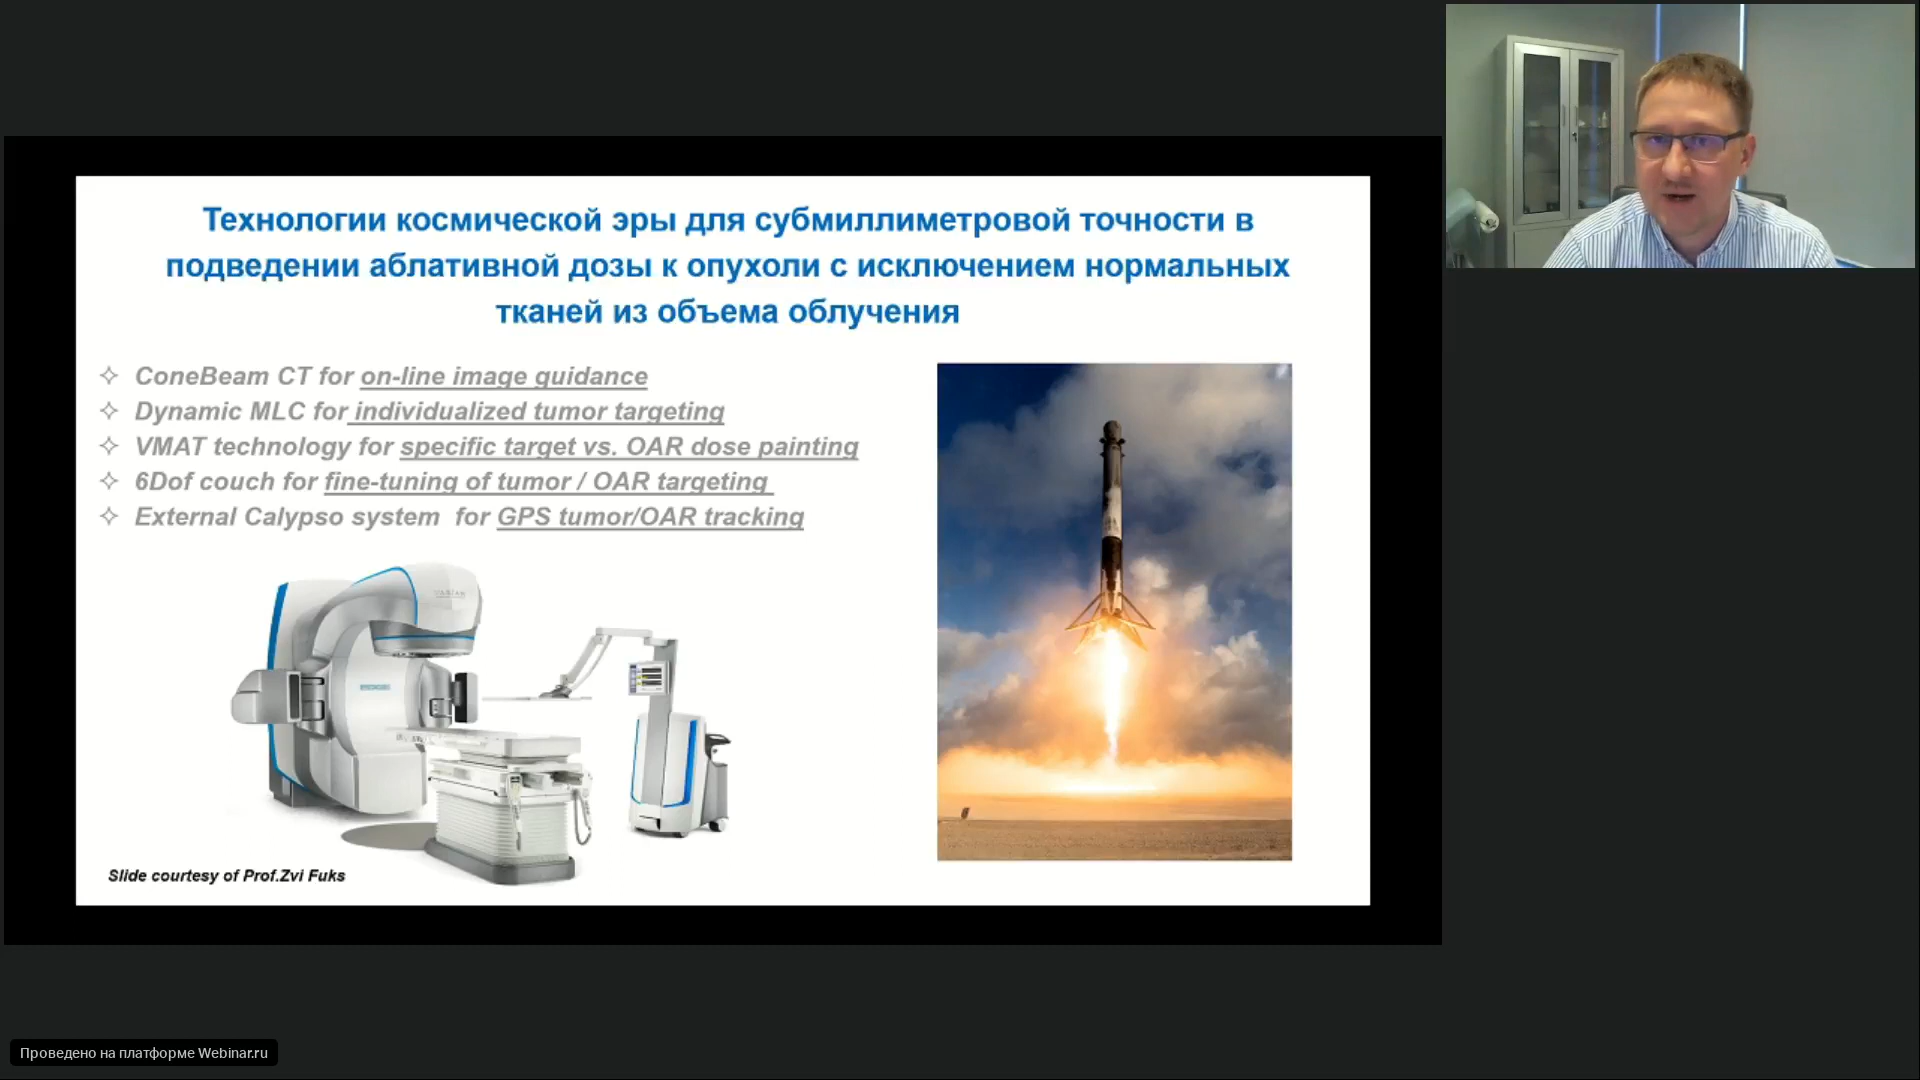 Технологии космической эры для субмиллиметровой точности в
подведении аблативной дозы к опухоли с исключением нормальных
тканей из объема облучения
ConeBeam CT for on-line image guidance
Dynamic MLC for individualized tumor targeting
VMAT technology for specific target vs. OAR dose painting
6Dof couch for fine-tuning of tumor / OAR targeting
External Calypso system for GPS tumor/OAR tracking
VARIAN
Slide courtesy of Prof.Zvi Fuks
Проведено на платформе Webinar.ru